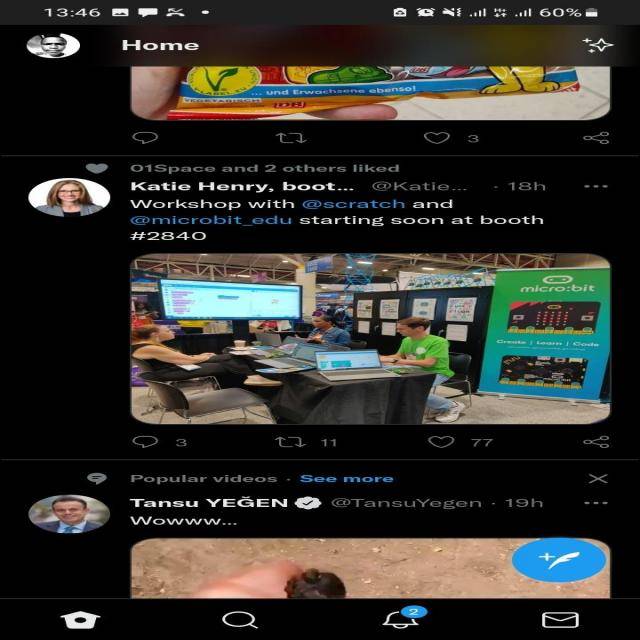 13:46
60%
Home
VEGETARISCH
... und Erwachsene ebenso!
3
01Space and 2 others liked
Katie Henry, boot... @Katie... · 18h
Workshop with @scratch and
@microbit_edu starting soon at booth
#2840
micro:bit
Create | Learn | Code
3 11 77
Popular videos · See more
Tansu YEĞEN @TansuYegen · 19h
Wowww...
2